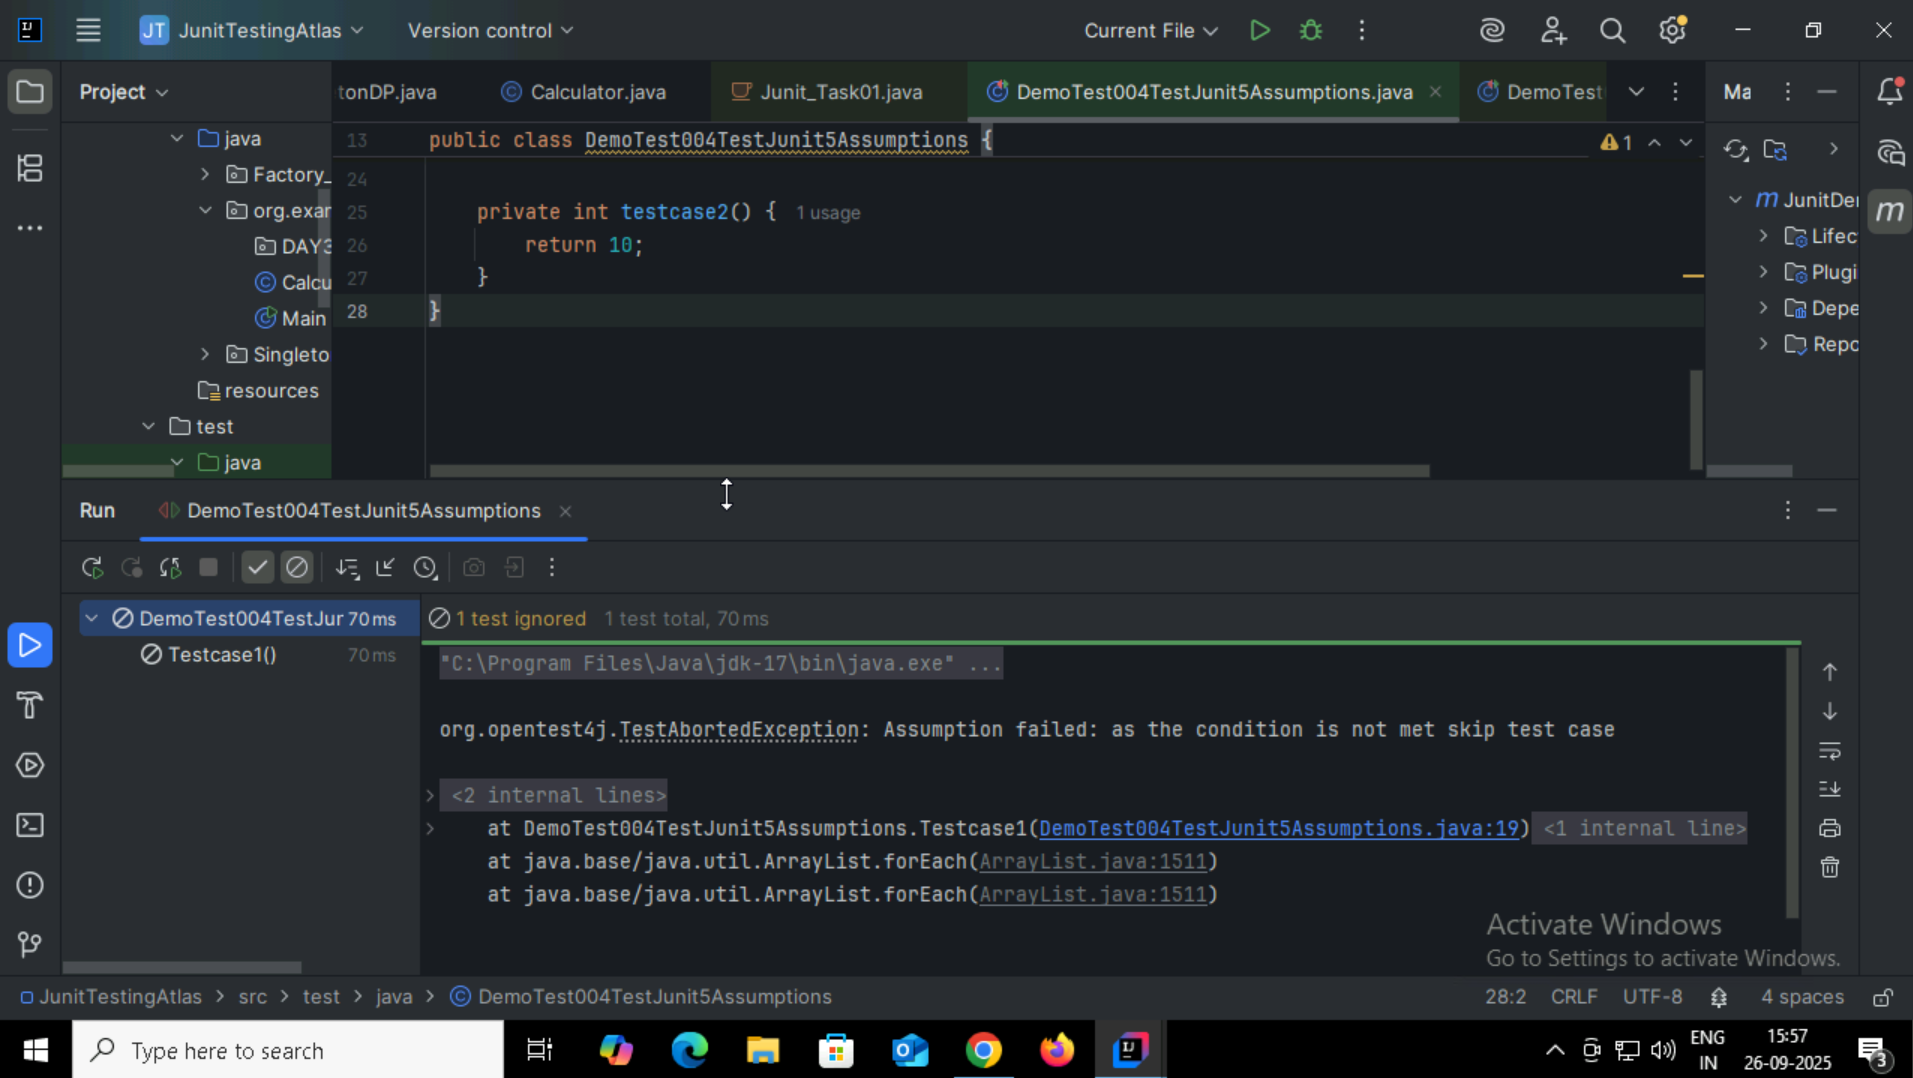 JT JunitTestingAtlas
Version control
Current File
Project
tonDP.java
Calculator.java
Junit_Task01.java
DemoTest004TestJunit5Assumptions.java
DemoTest
Ma
java
Factory_
org.exar
DAY3
Calcu
Main
Singleto
resources
test
java
13 public class DemoTest004TestJunit5Assumptions {
1
24
25 private int testcase2() { 1 usage
26 return 10;
27 }
28 }
m JunitDe
Lifec
Plugi
Depe
Repo
m
Run
DemoTest004TestJunit5Assumptions
DemoTest004TestJur 70 ms
Testcase1() 70 ms
1 test ignored 1 test total, 70 ms
"C:\Program Files\Java\jdk-17\bin\java.exe" ...
org.opentest4j.TestAbortedException: Assumption failed: as the condition is not met skip test case
<2 internal lines>
at DemoTest004TestJunit5Assumptions.Testcase1(DemoTest004TestJunit5Assumptions.java:19) <1 internal line>
at java.base/java.util.ArrayList.forEach(ArrayList.java:1511)
at java.base/java.util.ArrayList.forEach(ArrayList.java:1511)
Activate Windows
Go to Settings to activate Windows.
JunitTestingAtlas > src > test > java > DemoTest004TestJunit5Assumptions
28:2 CRLF UTF-8 4 spaces
Type here to search
ENG
IN
15:57
26-09-2025
3